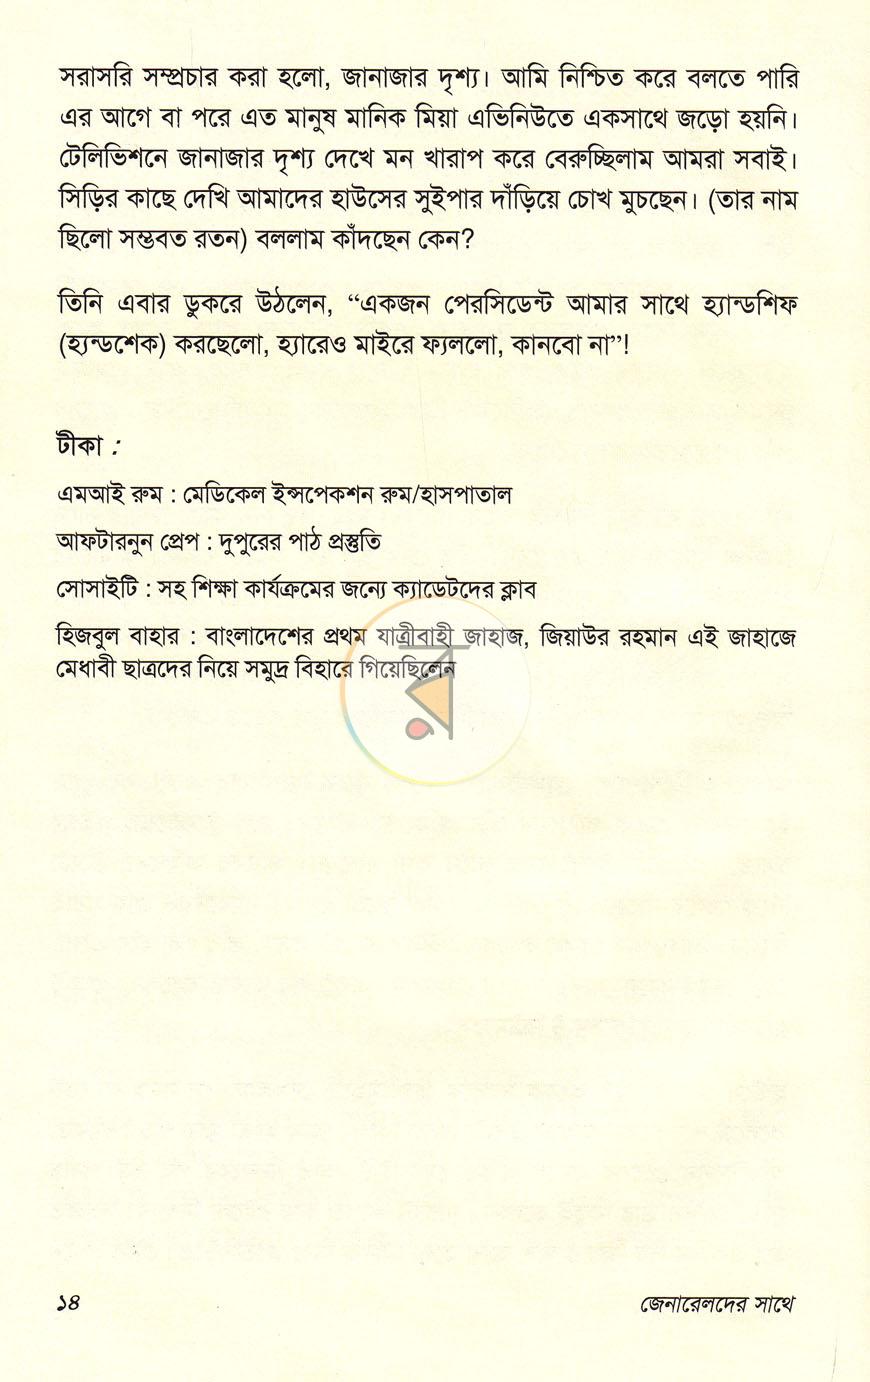 সরাসরি সম্প্রচার করা হলো, জানাজার দৃশ্য। আমি নিশ্চিত করে বলতে পারি
এর আগে বা পরে এত মানুষ মানিক মিয়া এভিনিউতে একসাথে জড়ো হয়নি।
টেলিভিশনে জানাজার দৃশ্য দেখে মন খারাপ করে বেরুচ্ছিলাম আমরা সবাই।
সিড়ির কাছে দেখি আমাদের হাউসের সুইপার দাঁড়িয়ে চোখ মুচছেন। (তার নাম
ছিলো সম্ভবত রতন) বললাম কাঁদছেন কেন?
তিনি এবার ডুকরে উঠলেন, “একজন পেরসিডেন্ট আমার সাথে হ্যান্ডশিফ
(হ্যন্ডশেক) করছেলো, হ্যারেও মাইরে ফ্যললো, কানবো না”!
টীকা :
এমআই রুম : মেডিকেল ইন্সপেকশন রুম/হাসপাতাল
আফটারনুন প্রেপ : দুপুরের পাঠ প্রস্তুতি
সোসাইটি : সহ শিক্ষা কার্যক্রমের জন্যে ক্যাডেটদের ক্লাব
হিজবুল বাহার : বাংলাদেশের প্রথম যাত্রীবাহী জাহাজ, জিয়াউর রহমান এই জাহাজে
মেধাবী ছাত্রদের নিয়ে সমুদ্র বিহারে গিয়েছিলেন
১৪
জেনারেলদের সাথে